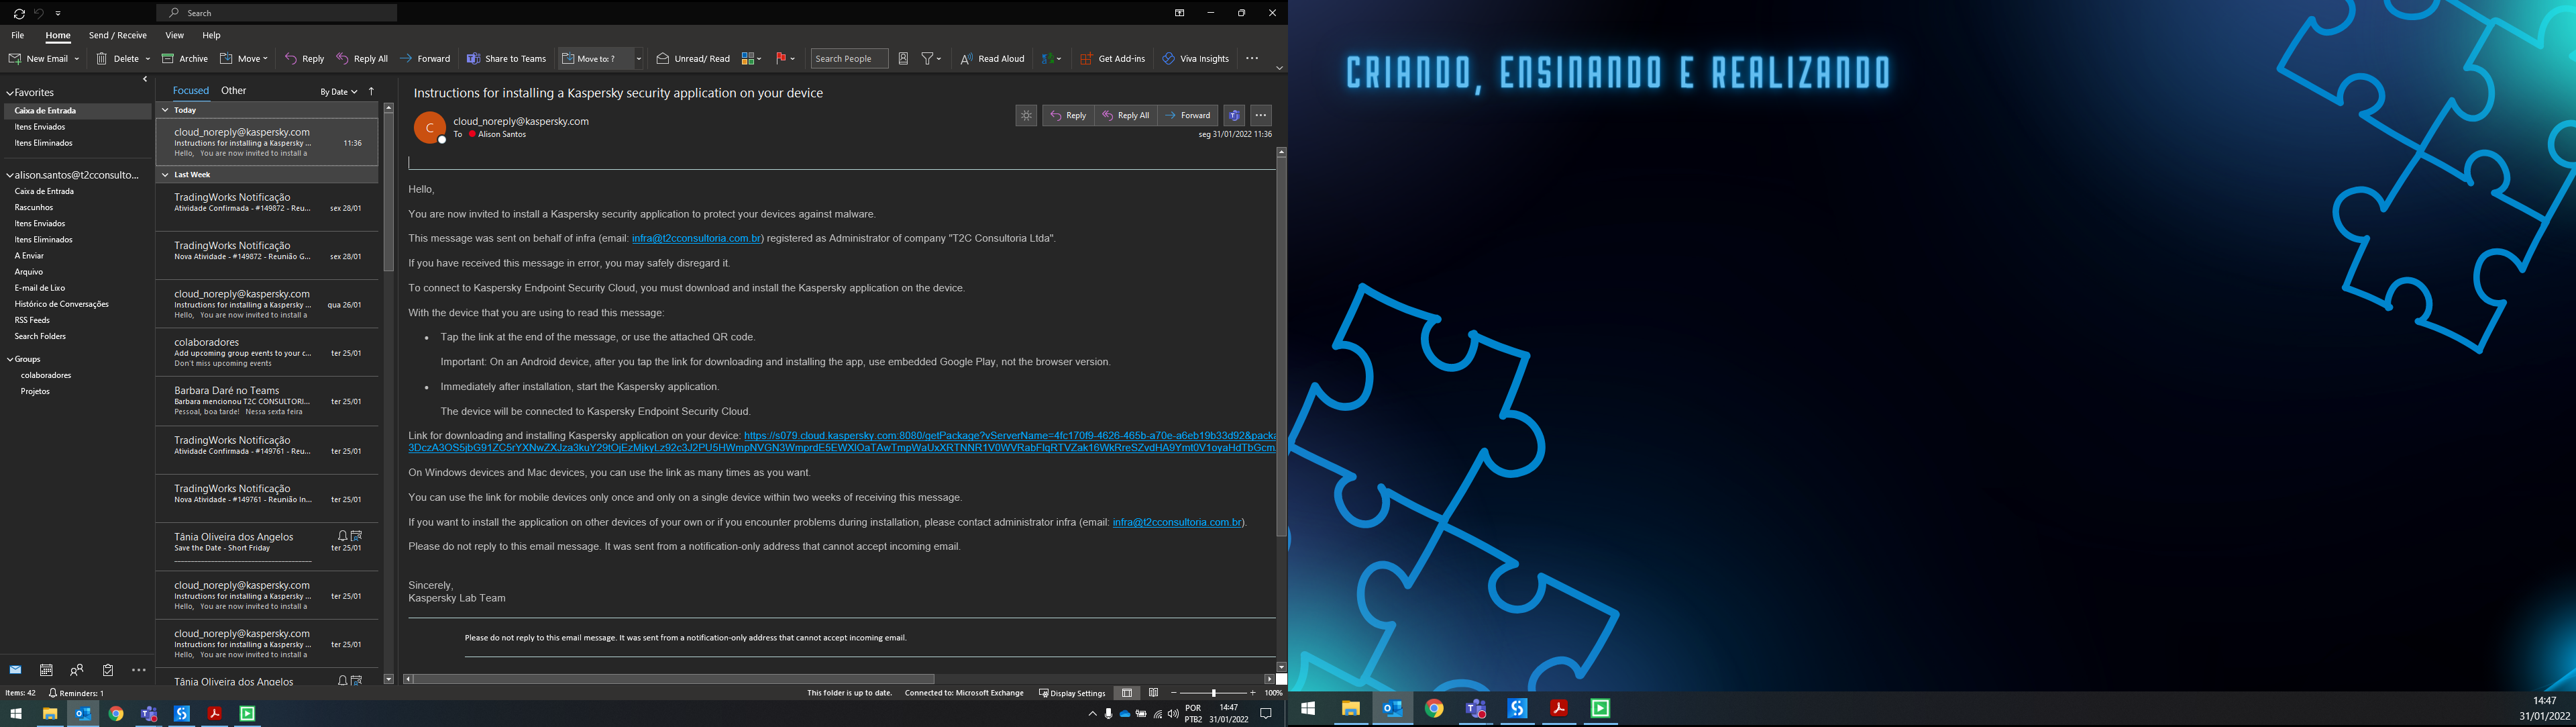 Search
File Home Send / Receive View Help
New Email Delete Archive Move Reply Reply All Forward Share to Teams Move to: ? Unread/ Read Search People Read Aloud Get Add-ins Viva Insights
Favorites
Caixa de Entrada
Itens Enviados
Itens Eliminados
alison.santos@t2cconsulto...
Caixa de Entrada
Rascunhos
Itens Enviados
Itens Eliminados
A Enviar
Arquivo
E-mail de Lixo
Histórico de Conversações
RSS Feeds
Search Folders
Groups
colaboradores
Projetos
Focused Other By Date
Today
cloud_noreply@kaspersky.com
Instructions for installing a Kaspersky ... 11:36
Hello, You are now invited to install a
Last Week
TradingWorks Notificação
Atividade Confirmada - #149872 - Reu... sex 28/01
TradingWorks Notificação
Nova Atividade - #149872 - Reunião G... sex 28/01
cloud_noreply@kaspersky.com
Instructions for installing a Kaspersky ... qua 26/01
Hello, You are now invited to install a
colaboradores
Add upcoming group events to your c... ter 25/01
Don't miss upcoming events
Barbara Daré no Teams
Barbara mencionou T2C CONSULTORI... ter 25/01
Pessoal, boa tarde! Nessa sexta feira
TradingWorks Notificação
Atividade Confirmada - #149761 - Reu... ter 25/01
TradingWorks Notificação
Nova Atividade - #149761 - Reunião In... ter 25/01
Tânia Oliveira dos Angelos
Save the Date - Short Friday ter 25/01
cloud_noreply@kaspersky.com
Instructions for installing a Kaspersky ... ter 25/01
Hello, You are now invited to install a
cloud_noreply@kaspersky.com
Instructions for installing a Kaspersky ... ter 25/01
Hello, You are now invited to install a
Tânia Oliveira dos Angelos
Instructions for installing a Kaspersky security application on your device
C
cloud_noreply@kaspersky.com
To Alison Santos
Reply Reply All Forward
seg 31/01/2022 11:36
Hello,
You are now invited to install a Kaspersky security application to protect your devices against malware.
This message was sent on behalf of infra (email: infra@t2cconsultoria.com.br) registered as Administrator of company "T2C Consultoria Ltda".
If you have received this message in error, you may safely disregard it.
To connect to Kaspersky Endpoint Security Cloud, you must download and install the Kaspersky application on the device.
With the device that you are using to read this message:
• Tap the link at the end of the message, or use the attached QR code.
Important: On an Android device, after you tap the link for downloading and installing the app, use embedded Google Play, not the browser version.
• Immediately after installation, start the Kaspersky application.
The device will be connected to Kaspersky Endpoint Security Cloud.
Link for downloading and installing Kaspersky application on your device: https://s079.cloud.kaspersky.com:8080/getPackage?vServerName=4fc170f9-4626-465b-a70e-a6eb19b33d92&packa
On Windows devices and Mac devices, you can use the link as many times as you want.
You can use the link for mobile devices only once and only on a single device within two weeks of receiving this message.
If you want to install the application on other devices of your own or if you encounter problems during installation, please contact administrator infra (email: infra@t2cconsultoria.com.br).
Please do not reply to this email message. It was sent from a notification-only address that cannot accept incoming email.
Sincerely,
Kaspersky Lab Team
Please do not reply to this email message. It was sent from a notification-only address that cannot accept incoming email.
Items: 42 Reminders: 1 This folder is up to date. Connected to: Microsoft Exchange Display Settings 100%
POR
PTB2
14:47
31/01/2022
CRIANDO, ENSINANDO E REALIZANDO
14:47
31/01/2022